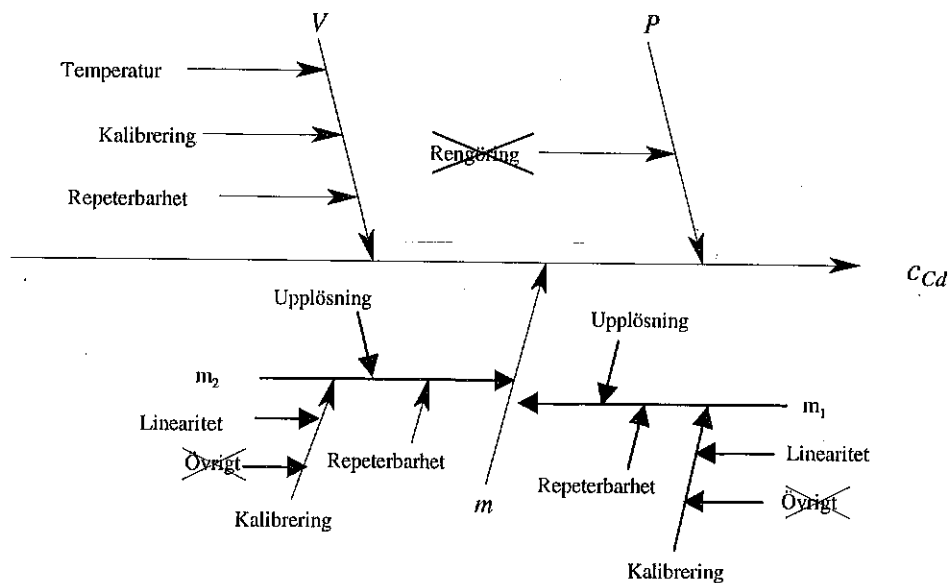 V
P
Temperatur
Kalibrering
Rengöring
Repeterbarhet
c_Cd
Upplösning
Upplösning
m₂
m₁
Linearitet
Linearitet
Övrigt
Repeterbarhet
Repeterbarhet
Övrigt
m
Kalibrering
Kalibrering